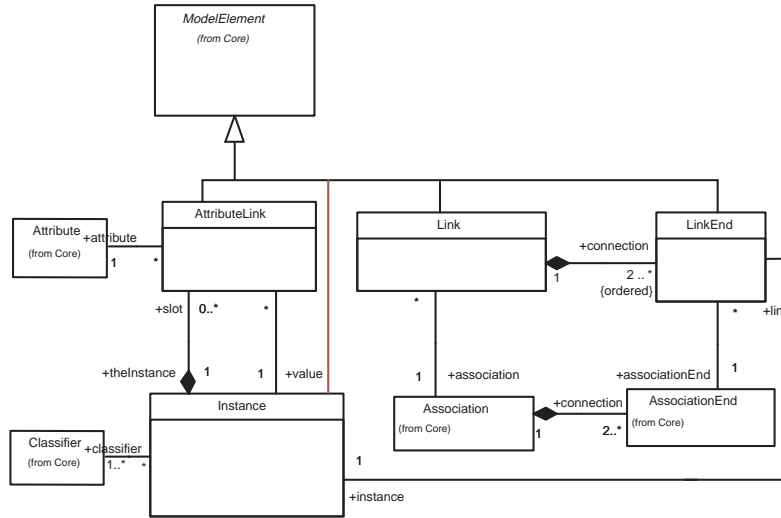 ModelElement
(from Core)
AttributeLink
Link
LinkEnd
Attribute
(from Core)
+attribute
1
*
+connection
1
2 ..*
{ordered}
+slot
0..*
*
*
*
+theInstance
1
1
+value
1
+association
1
+associationEnd
Instance
Association
(from Core)
+connection
1
2..*
AssociationEnd
(from Core)
Classifier
(from Core)
+classifier
1..*
*
1
+instance